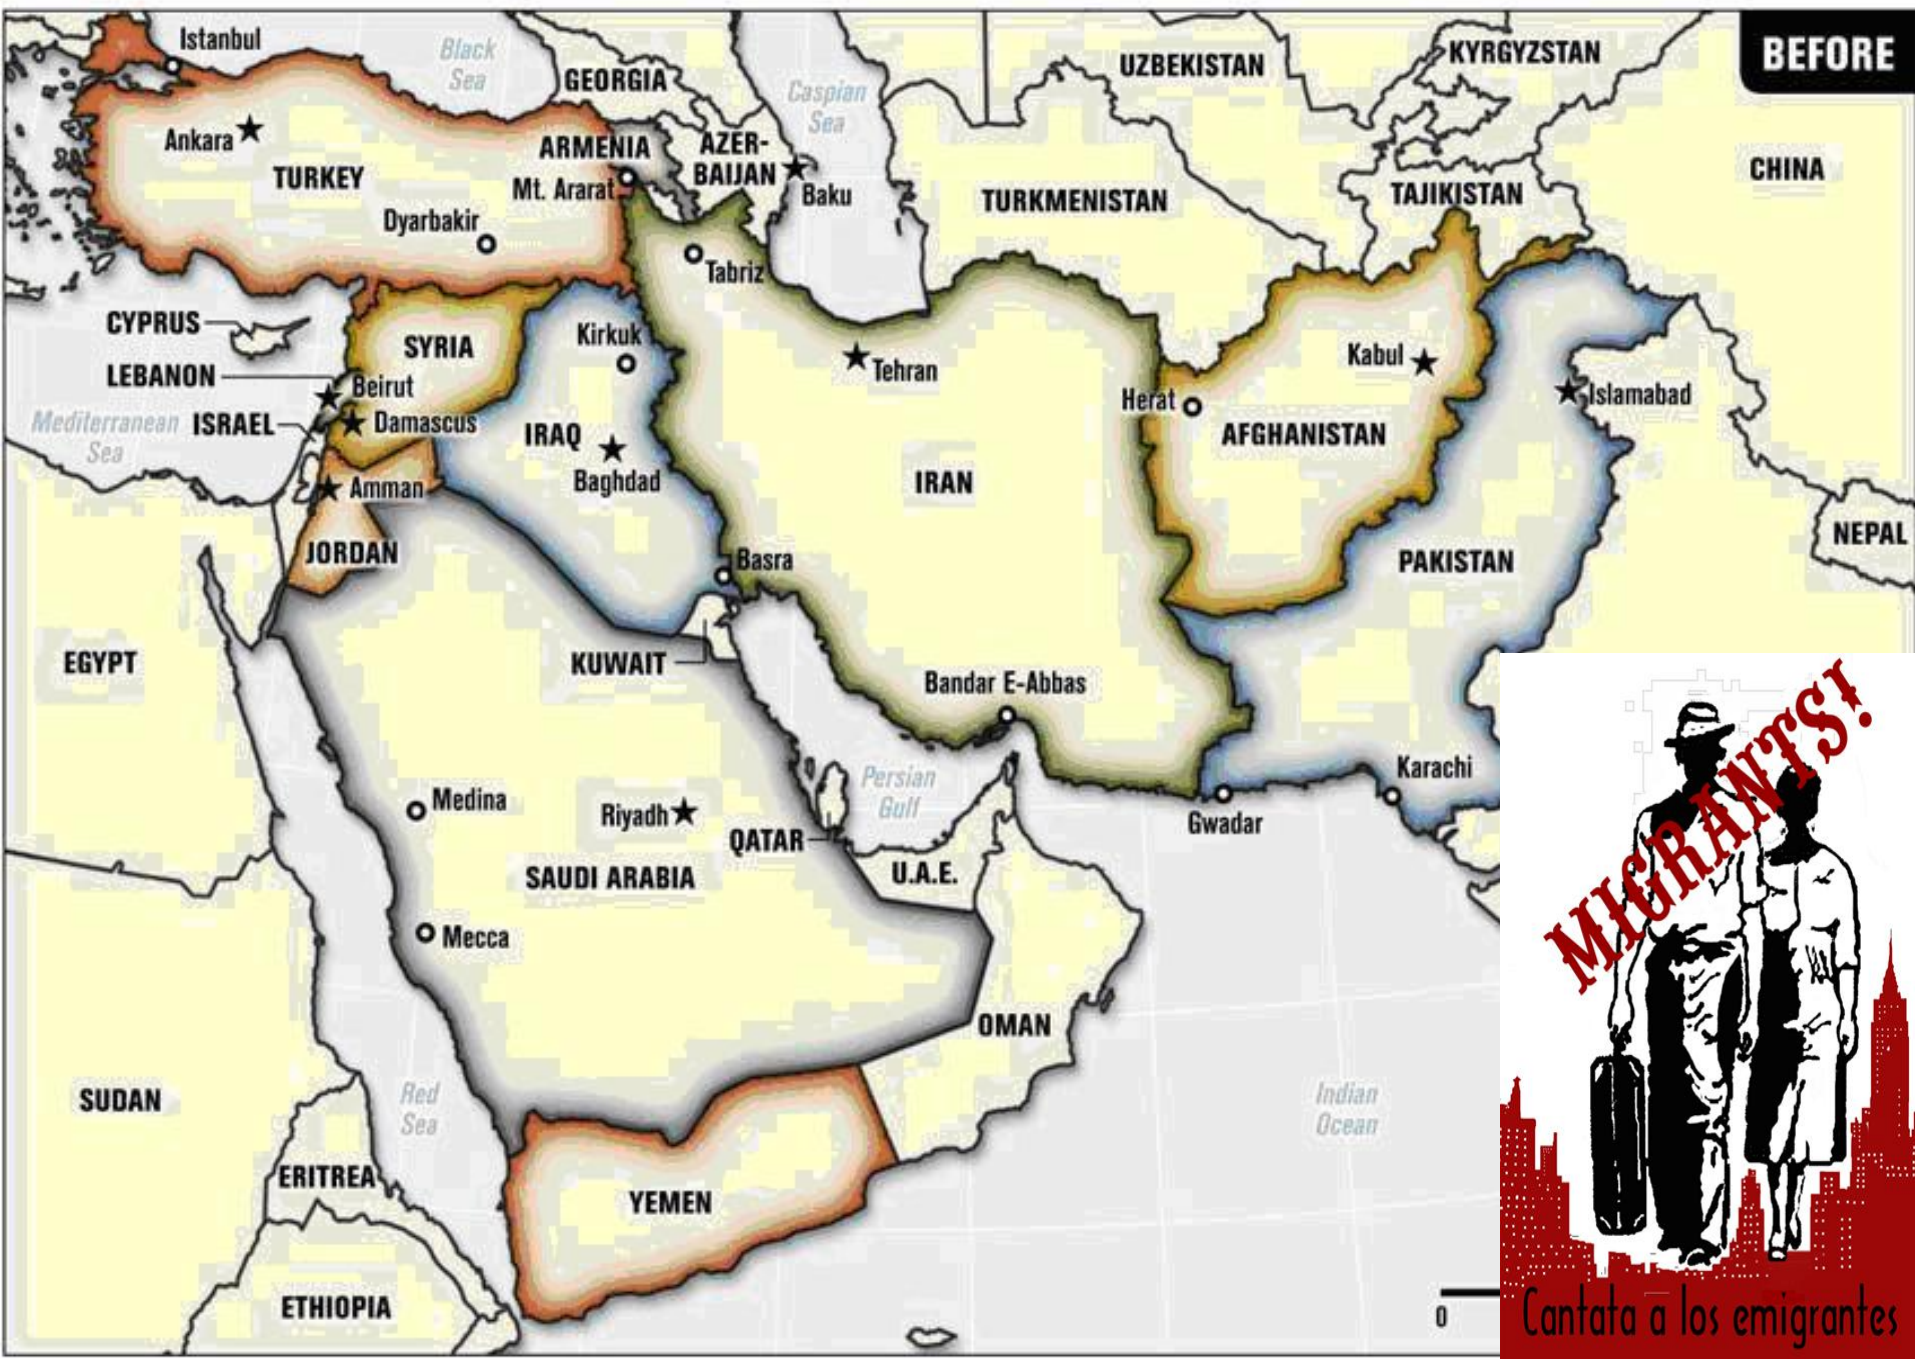 BEFORE
Istanbul
Black
Sea
GEORGIA
Caspian
Sea
UZBEKISTAN
KYRGYZSTAN
Ankara
TURKEY
ARMENIA
Mt. Ararat
AZER-
BAIJAN
Baku
TURKMENISTAN
TAJIKISTAN
CHINA
Dyarbakir
Tabriz
CYPRUS
SYRIA
Kirkuk
Tehran
Kabul
Islamabad
LEBANON
Beirut
Herat
Mediterranean
Sea
ISRAEL
Damascus
IRAQ
Baghdad
AFGHANISTAN
Amman
IRAN
JORDAN
Basra
PAKISTAN
NEPAL
EGYPT
KUWAIT
Bandar E-Abbas
Medina
Riyadh
Persian
Gulf
Karachi
QATAR
Gwadar
SAUDI ARABIA
U.A.E.
Mecca
OMAN
SUDAN
Red
Sea
Indian
Ocean
ERITREA
YEMEN
ETHIOPIA
0
MIGRANTS!
Cantata a los emigrantes